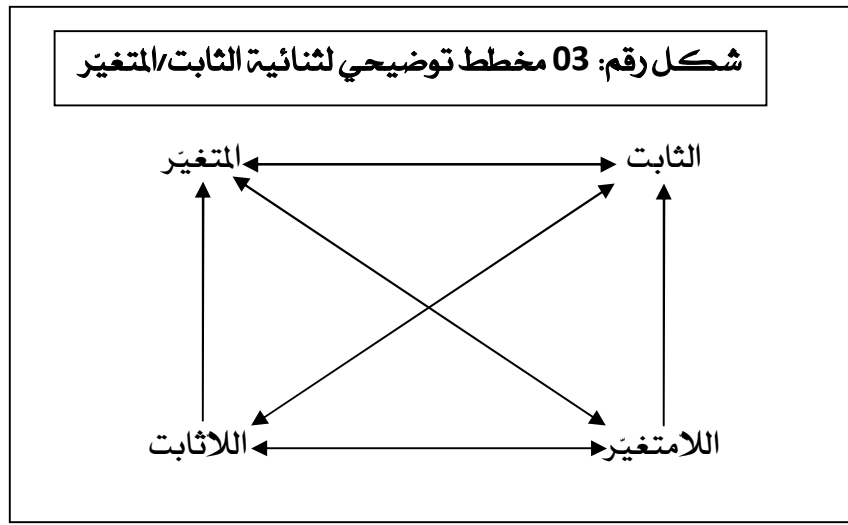 شكل رقم: 03 مخطط توضيحي لثنائية الثابت/المتغيّر
الثابت المتغيّر
اللامتغيّر اللاثابت